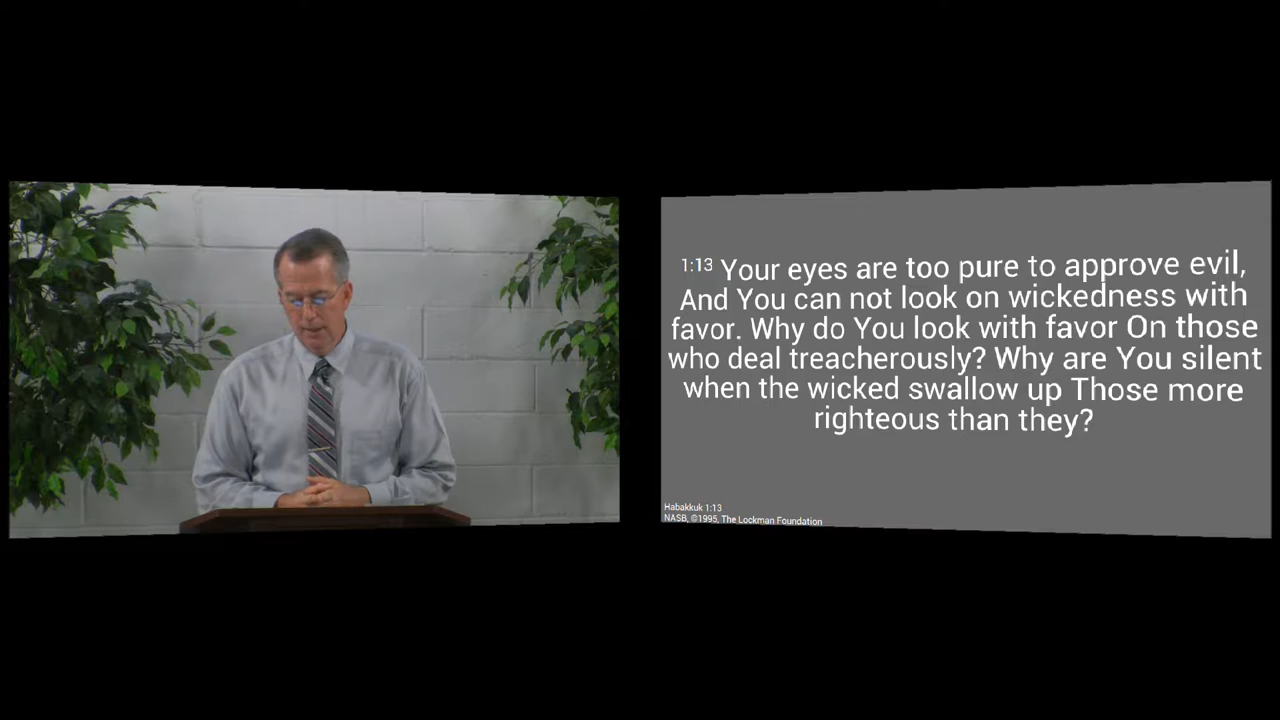 1:13 Your eyes are too pure to approve evil,
And You can not look on wickedness with
favor. Why do You look with favor On those
who deal treacherously? Why are You silent
when the wicked swallow up Those more
righteous than they?
Habakkuk 1:13
NASB, ©1995, The Lockman Foundation